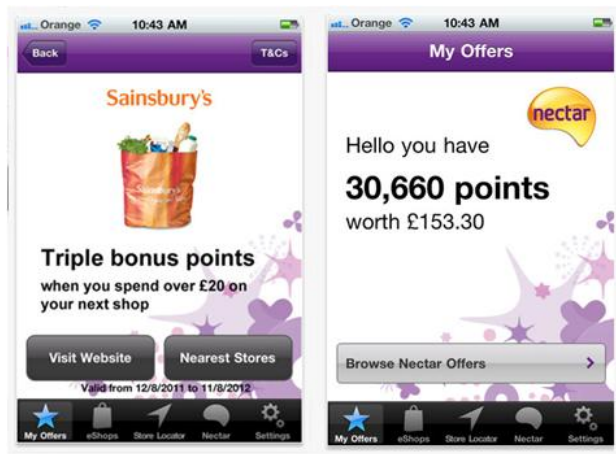 Orange 10:43 AM
Back T&Cs
Sainsbury's
Sainsbury's
Triple bonus points
when you spend over £20 on
your next shop
Visit Website Nearest Stores
Valid from 12/8/2011 to 11/8/2012
My Offers eShops Store Locator Nectar Settings
Orange 10:43 AM
My Offers
nectar
Hello you have
30,660 points
worth £153.30
Browse Nectar Offers
My Offers eShops Store Locator Nectar Settings